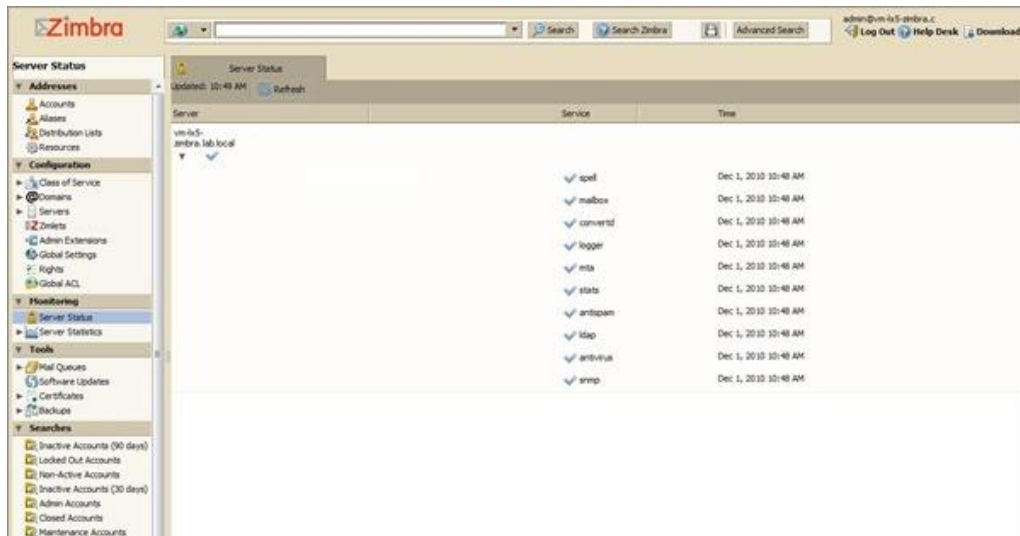 Zimbra
Search
Search Zimbra
Advanced Search
Log Out
Help Desk
Download
Server Status
Addresses
Accounts
Aliases
Distribution Lists
Resources
Configuration
Class of Service
Domains
Servers
Zimlets
Admin Extensions
Global Settings
Rights
Global ACL
Monitoring
Server Status
Server Statistics
Tools
Mail Queues
Software Updates
Certificates
Backups
Searches
Inactive Accounts (90 days)
Locked Out Accounts
Non-Active Accounts
Inactive Accounts (30 days)
Admin Accounts
Closed Accounts
Maintenance Accounts
Server Status
Updated: 10:49 AM
Refresh
Server Service Time
zimbra.lab.local
spell Dec 1, 2010 10:48 AM
mailbox Dec 1, 2010 10:48 AM
convertd Dec 1, 2010 10:48 AM
logger Dec 1, 2010 10:48 AM
mta Dec 1, 2010 10:48 AM
stats Dec 1, 2010 10:48 AM
antispam Dec 1, 2010 10:48 AM
ldap Dec 1, 2010 10:48 AM
antivirus Dec 1, 2010 10:48 AM
snmp Dec 1, 2010 10:48 AM